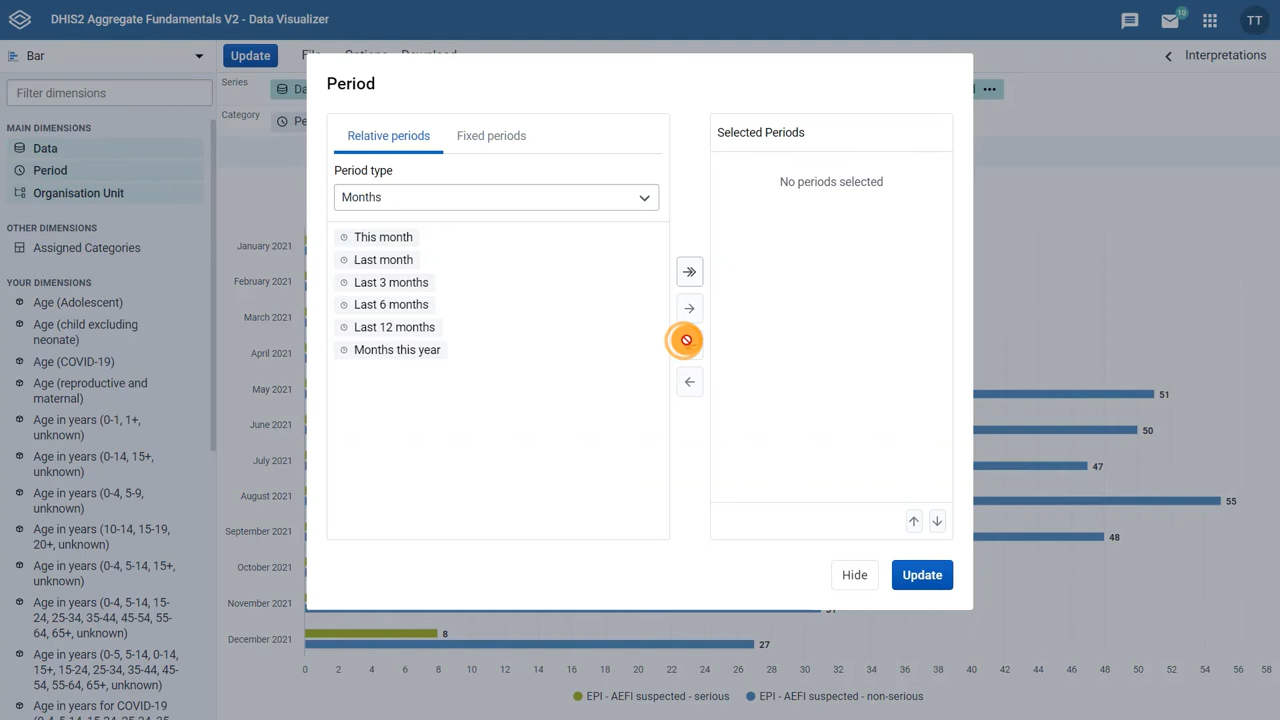 DHIS2 Aggregate Fundamentals V2 - Data Visualizer
10
TT
Bar
Update
Download
Interpretations
Filter dimensions
Series
Category
MAIN DIMENSIONS
Data
Period
Organisation Unit
OTHER DIMENSIONS
Assigned Categories
YOUR DIMENSIONS
Age (Adolescent)
Age (child excluding
neonate)
Age (COVID-19)
Age (reproductive and
maternal)
Age in years (0-1, 1+,
unknown)
Age in years (0-14, 15+,
unknown)
Age in years (0-4, 5-9,
unknown)
Age in years (10-14, 15-19,
20+, unknown)
Age in years (0-4, 5-14, 15+,
unknown)
Age in years (0-4, 5-14, 15-
24, 25-34, 35-44, 45-54, 55-
64, 65+, unknown)
Age in years (0-5, 5-14, 0-14,
15+, 15-24, 25-34, 35-44, 45-
54, 55-64, 65+, unknown)
Age in years for COVID-19
Period
Relative periods
Fixed periods
Period type
Months
This month
Last month
Last 3 months
Last 6 months
Last 12 months
Months this year
Selected Periods
No periods selected
Hide
Update
January 2021
February 2021
March 2021
April 2021
May 2021
51
June 2021
50
July 2021
47
August 2021
55
September 2021
48
October 2021
November 2021
December 2021
8
27
0 2 4 6 8 10 12 14 16 18 20 22 24 26 28 30 32 34 36 38 40 42 44 46 48 50 52 54 56 58
EPI - AEFI suspected - serious
EPI - AEFI suspected - non-serious